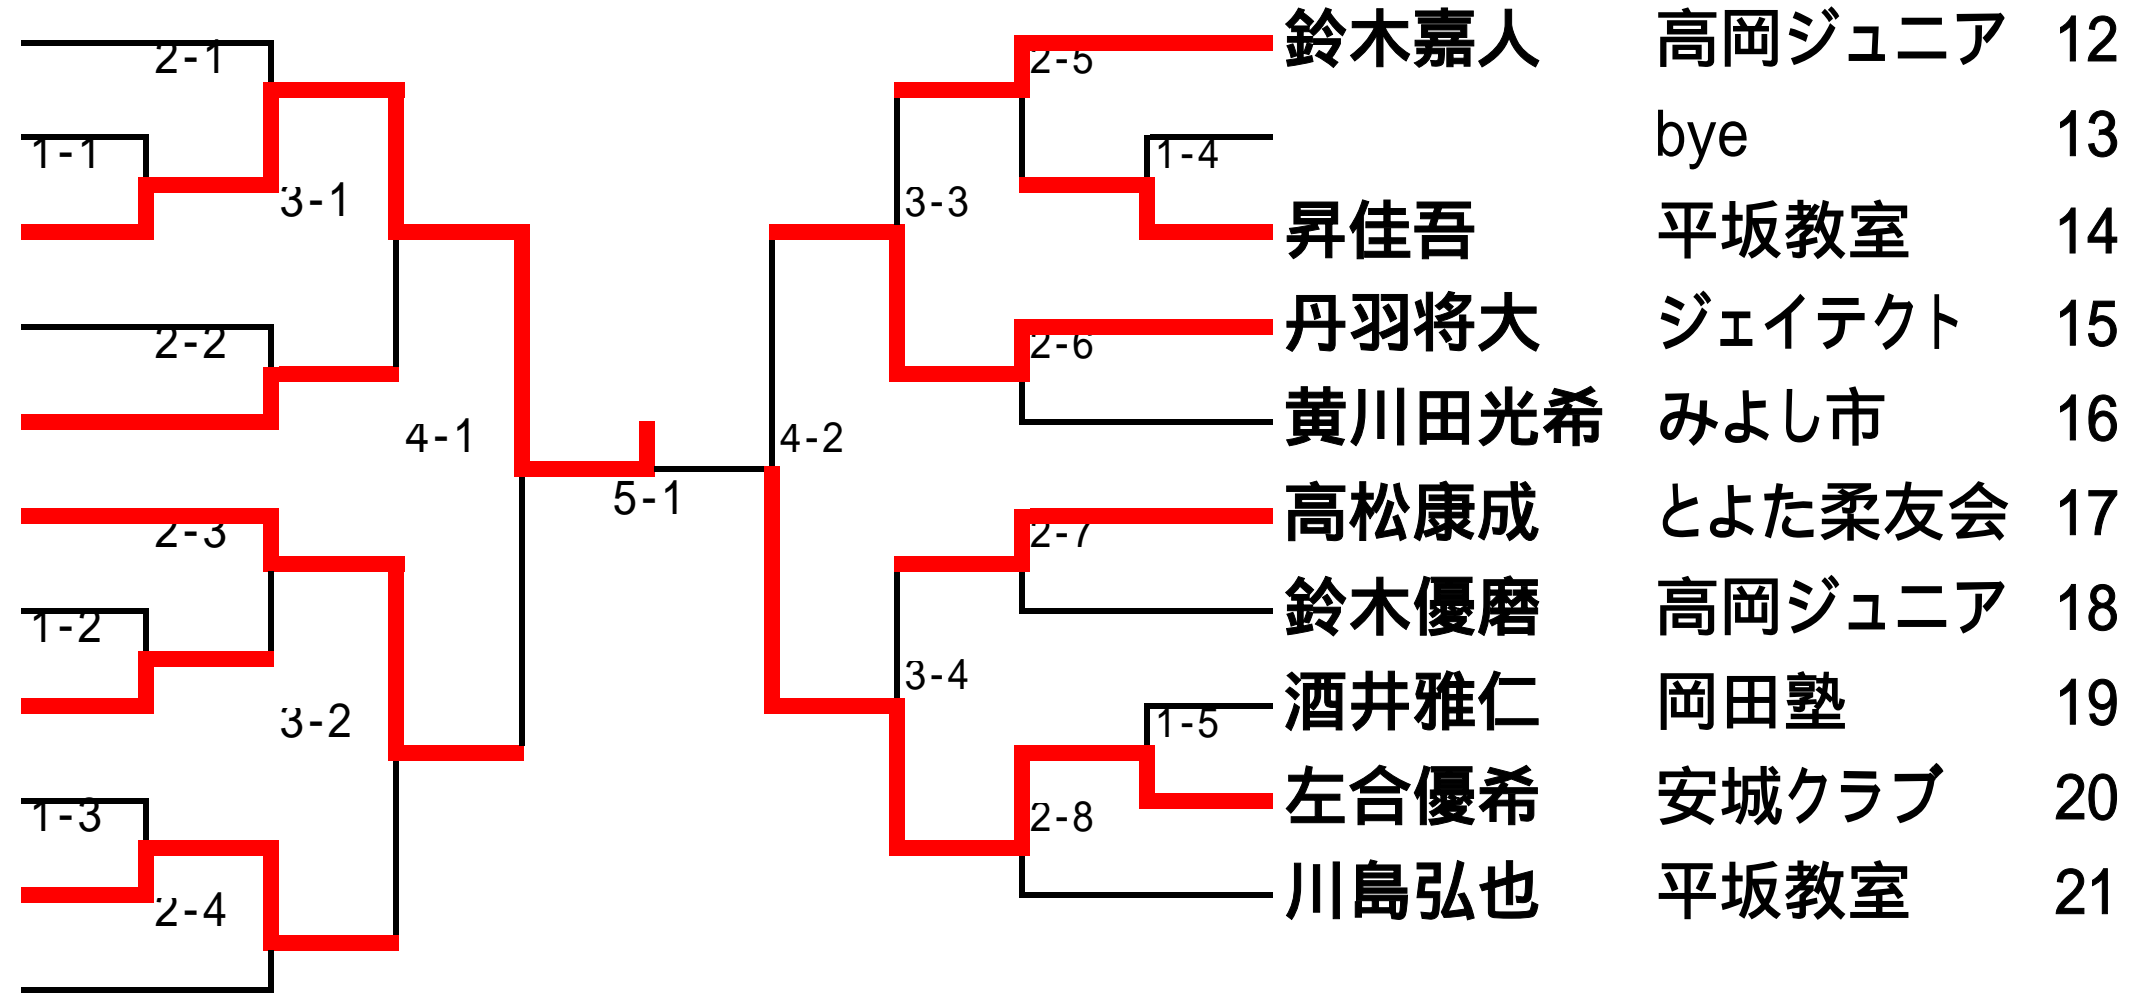 2-1
1-1
3-1
2-2
4-1
2-3
1-2
3-2
1-3
2-4
5-1
4-2
3-3
3-4
2-5
1-4
2-6
2-7
1-5
2-8
鈴木嘉人 高岡ジュニア 12
bye 13
昇佳吾 平坂教室 14
丹羽将大 ジェイテクト 15
黄川田光希 みよし市 16
高松康成 とよた柔友会 17
鈴木優磨 高岡ジュニア 18
酒井雅仁 岡田塾 19
左合優希 安城クラブ 20
川島弘也 平坂教室 21